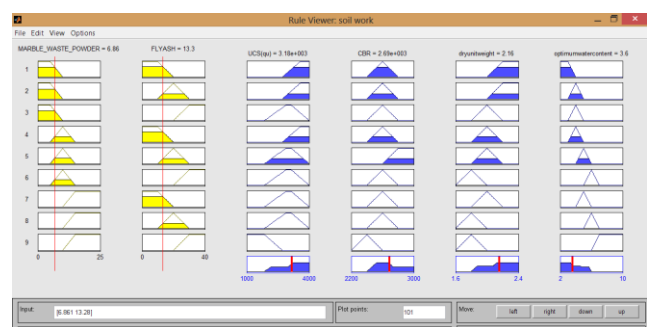 Rule Viewer: soil work
File Edit View Options
MARBLE_WASTE_POWDER = 6.86 FLYASH = 13.3 UCS(qu) = 3.18e+003 CBR = 2.69e+003 dryunitweight = 2.16 optimumwatercontent = 3.6
1
2
3
4
5
6
7
8
9
0 25 0 40
1000 4000 2200 3000 1.6 2.4 2 10
Input: [6.861 13.28] Plot points: 101 Move: left right down up